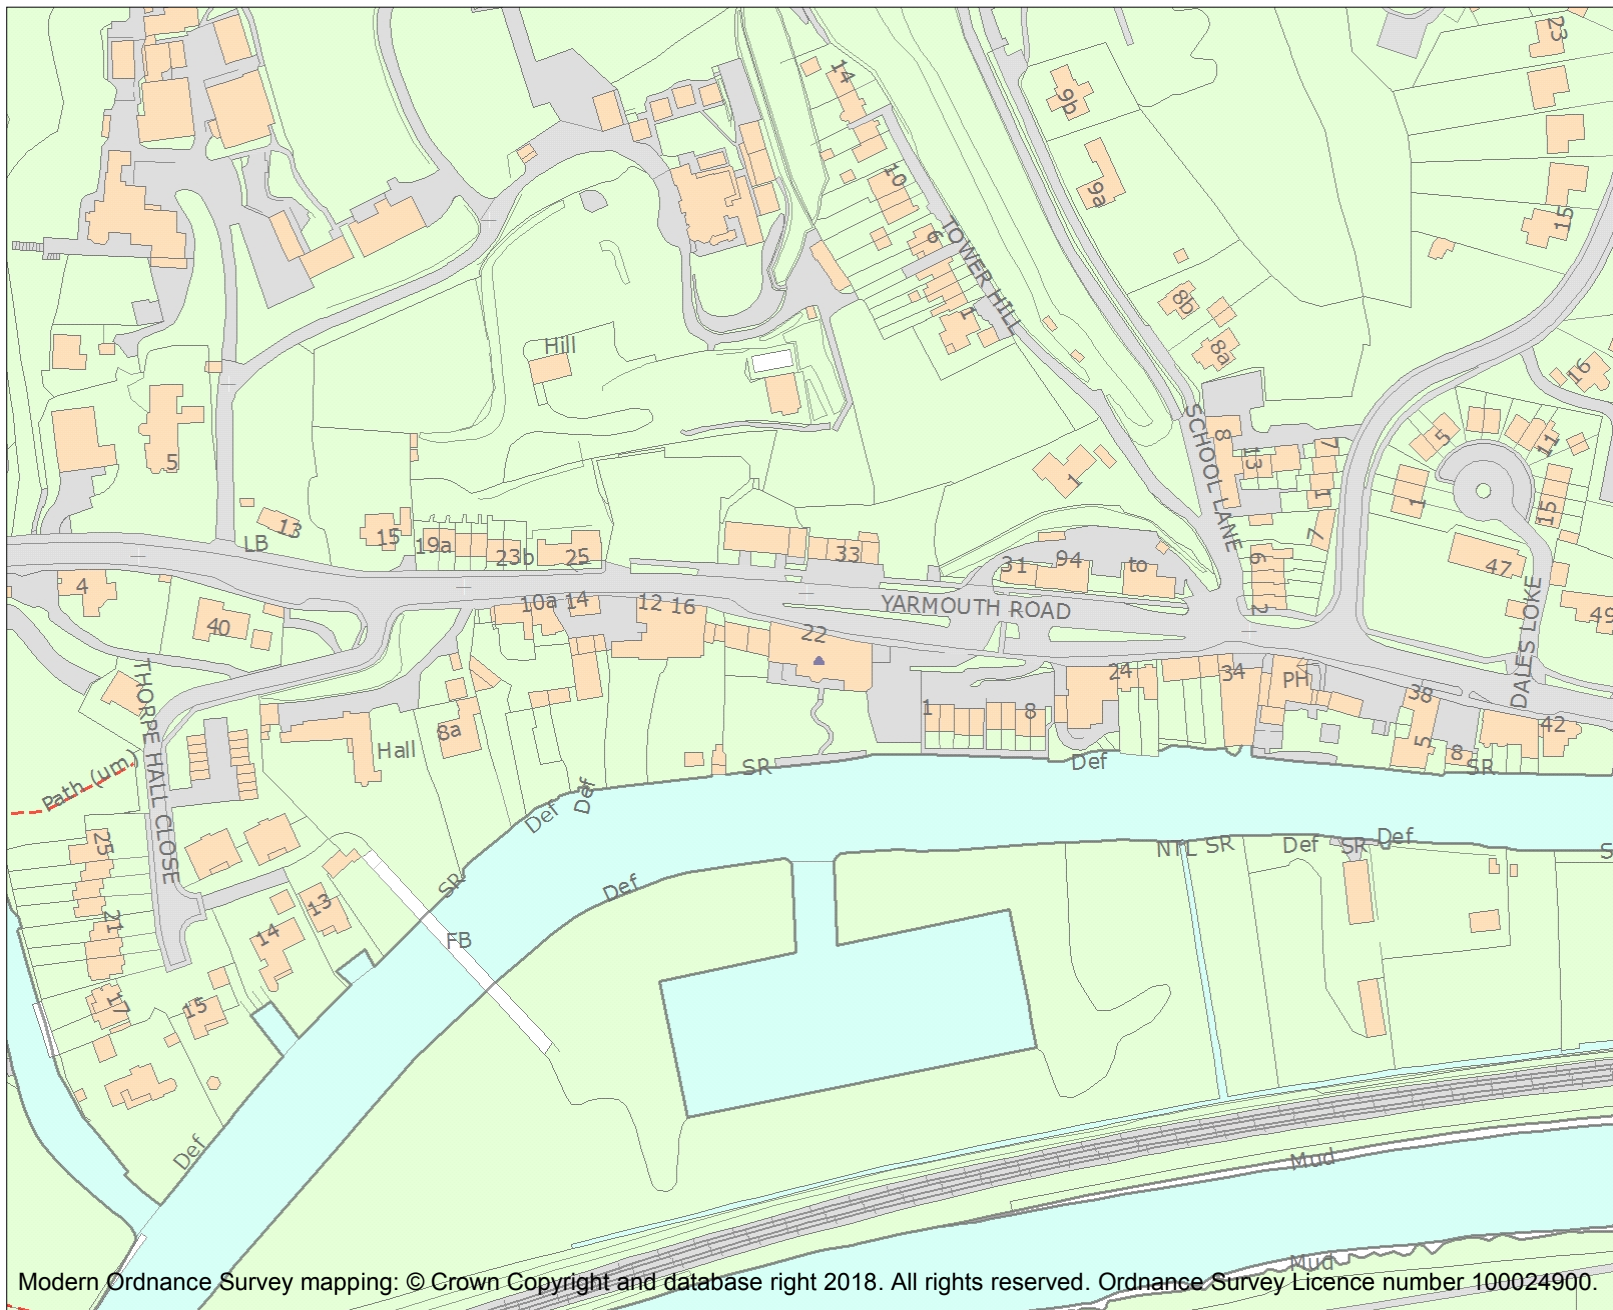 23
14
9b
10
9a
15
6
TOWER HILL
8b
1
8a
Hill
16
SCHOOL LANE
8
5
11
7
13
5
1
1
1
15
13
15
LB
19a
23b
25
33
7
31
94
to
6
47
4
40
10a
14
12
16
YARMOUTH ROAD
2
DALES LOKE
49
22
THORPE HALL CLOSE
24
34
PH
38
1
8
8a
Hall
5
8
42
Path (um)
SR
Def
SR
Def
Def
25
NTL
SR
Def
SR
Def
S
SR
Def
13
21
14
FB
17
15
Def
Mud
Mud
Modern Ordnance Survey mapping: © Crown Copyright and database right 2018. All rights reserved. Ordnance Survey Licence number 100024900.